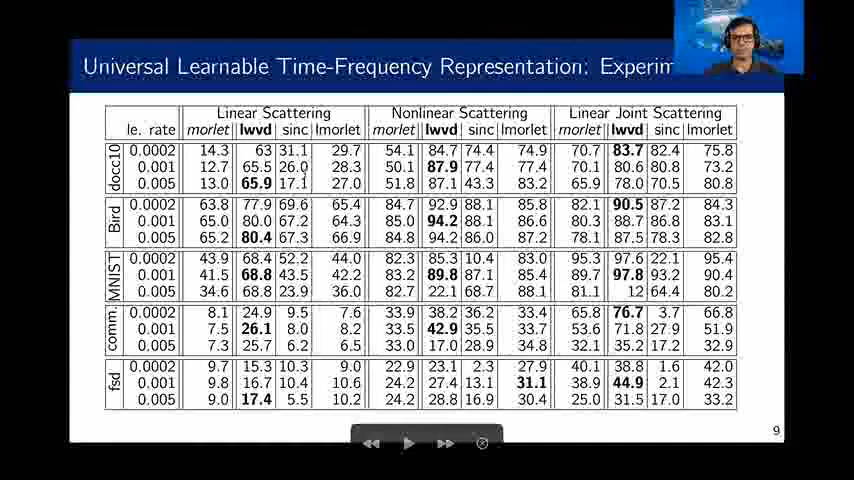 Universal Learnable Time-Frequency Representation: Experim
Linear Scattering Nonlinear Scattering Linear Joint Scattering
le. rate morlet lwvd sinc lmorlet morlet lwvd sinc lmorlet morlet lwvd sinc lmorlet
docc10
0.0002 14.3 63 31.1 29.7 54.1 84.7 74.4 74.9 70.7 83.7 82.4 75.8
0.001 12.7 65.5 26.0 28.3 50.1 87.9 77.4 77.4 70.1 80.6 80.8 73.2
0.005 13.0 65.9 17.1 27.0 51.8 87.1 43.3 83.2 65.9 78.0 70.5 80.8
Bird
0.0002 63.8 77.9 69.6 65.4 84.7 92.9 88.1 85.8 82.1 90.5 87.2 84.3
0.001 65.0 80.0 67.2 64.3 85.0 94.2 88.1 86.6 80.3 88.7 86.8 83.1
0.005 65.2 80.4 67.3 66.9 84.8 94.2 86.0 87.2 78.1 87.5 78.3 82.8
MNIST
0.0002 43.9 68.4 52.2 44.0 82.3 85.3 10.4 83.0 95.3 97.6 22.1 95.4
0.001 41.5 68.8 43.5 42.2 83.2 89.8 87.1 85.4 89.7 97.8 93.2 90.4
0.005 34.6 68.8 23.9 36.0 82.7 22.1 68.7 88.1 81.1 12 64.4 80.2
comm.
0.0002 8.1 24.9 9.5 7.6 33.9 38.2 36.2 33.4 65.8 76.7 3.7 66.8
0.001 7.5 26.1 8.0 8.2 33.5 42.9 35.5 33.7 53.6 71.8 27.9 51.9
0.005 7.3 25.7 6.2 6.5 33.0 17.0 28.9 34.8 32.1 35.2 17.2 32.9
fsd
0.0002 9.7 15.3 10.3 9.0 22.9 23.1 2.3 27.9 40.1 38.8 1.6 42.0
0.001 9.8 16.7 10.4 10.6 24.2 27.4 13.1 31.1 38.9 44.9 2.1 42.3
0.005 9.0 17.4 5.5 10.2 24.2 28.8 16.9 30.4 25.0 31.5 17.0 33.2
9